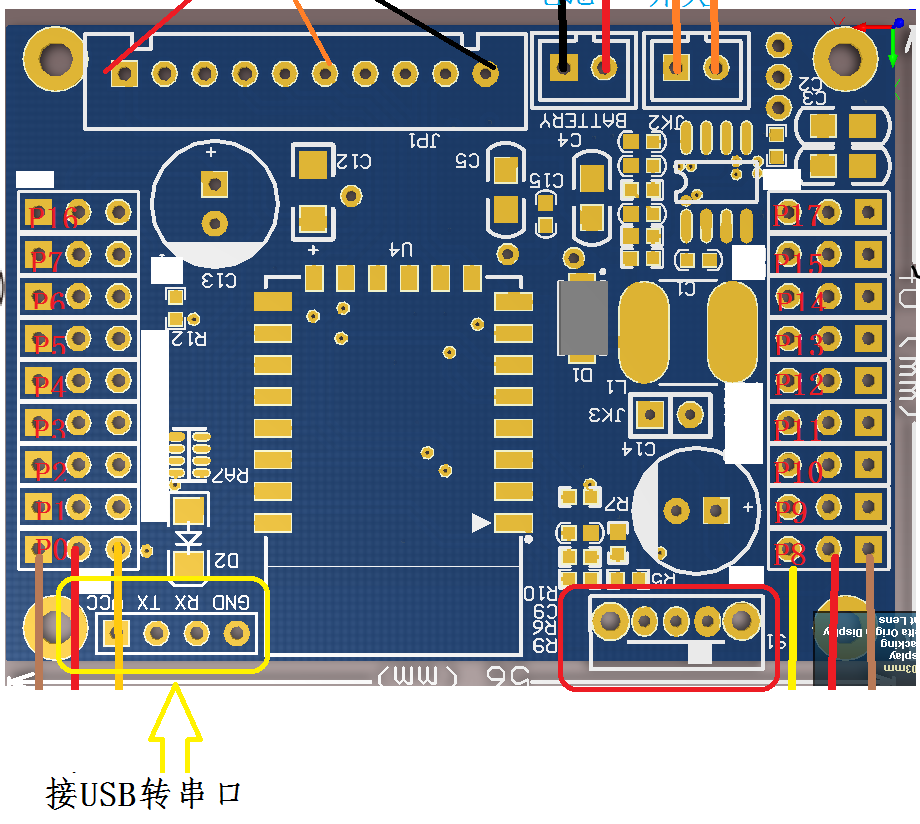 BATTERY
JK2
C2
C3
C4
JP1
C12
C5
C15
P16
P17
P7
P15
U4
C13
C1
P6
P14
R12
P5
P13
D1
L1
P4
P12
JK3
P3
P11
C14
P2
RA7
P10
P1
R7
P9
P0
D2
P8
R5
R10
C9
R6
R9
TX
RX
GND
S1
(mm)
56
(mm)
接USB转串口